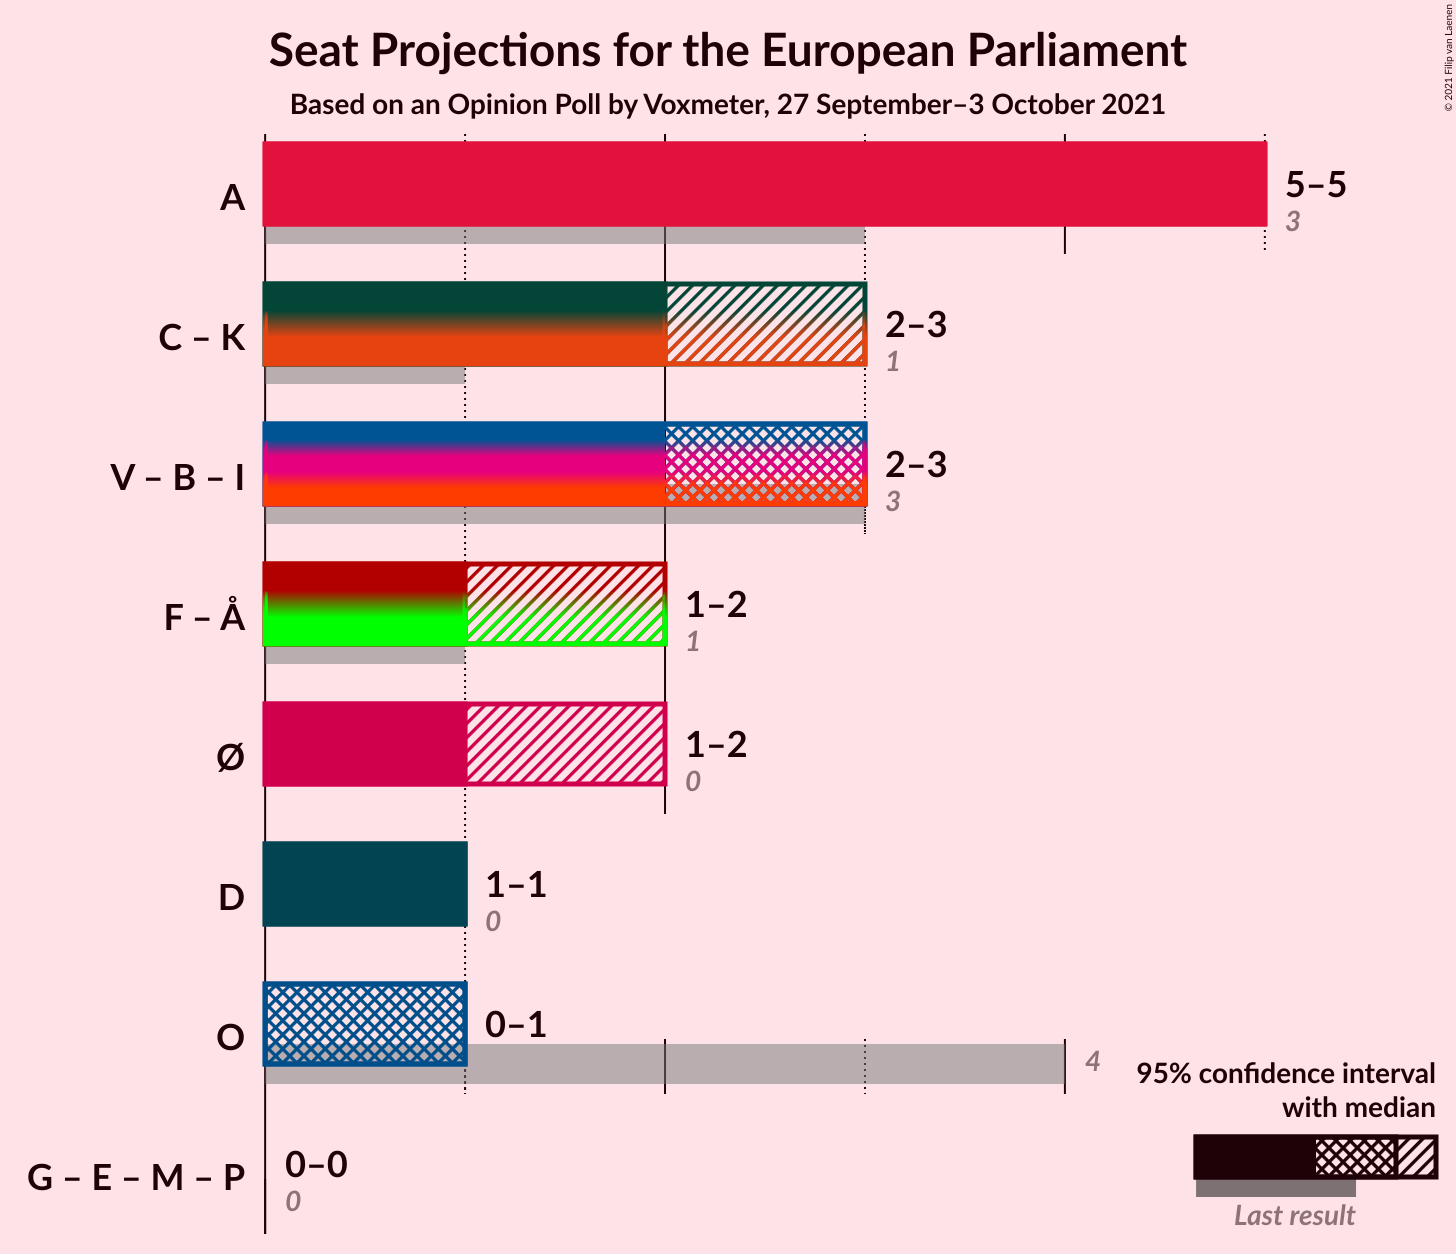 Seat Projections for the European Parliament
Based on an Opinion Poll by Voxmeter, 27 September–3 October 2021
© 2021 Filip van Laenen
A
5–5
3
C – K
2–3
1
V – B – I
2–3
3
F – Å
1–2
1
Ø
1–2
0
D
1–1
0
O
0–1
4
G – E – M – P
0–0
0
95% confidence interval
with median
Last result